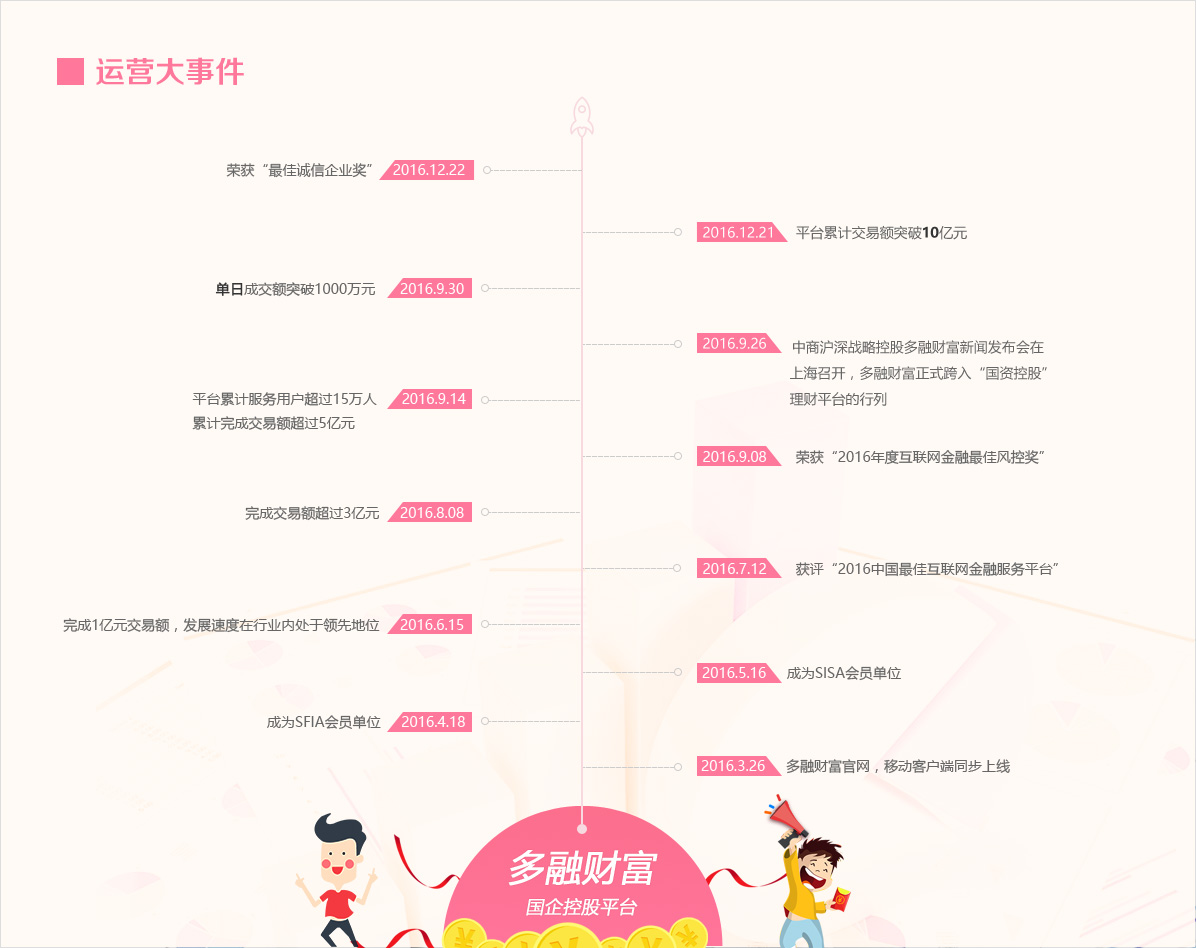 运营大事件
荣获“最佳诚信企业奖” 2016.12.22
2016.12.21 平台累计交易额突破10亿元
单日成交额突破1000万元 2016.9.30
2016.9.26 中商沪深战略控股多融财富新闻发布会在
上海召开，多融财富正式跨入“国资控股”
理财平台的行列
平台累计服务用户超过15万人 2016.9.14
累计完成交易额超过5亿元
2016.9.08 荣获“2016年度互联网金融最佳风控奖”
完成交易额超过3亿元 2016.8.08
2016.7.12 获评“2016中国最佳互联网金融服务平台”
完成1亿元交易额，发展速度在行业内处于领先地位 2016.6.15
2016.5.16 成为SISA会员单位
成为SFIA会员单位 2016.4.18
2016.3.26 多融财富官网，移动客户端同步上线
多融财富
国企控股平台